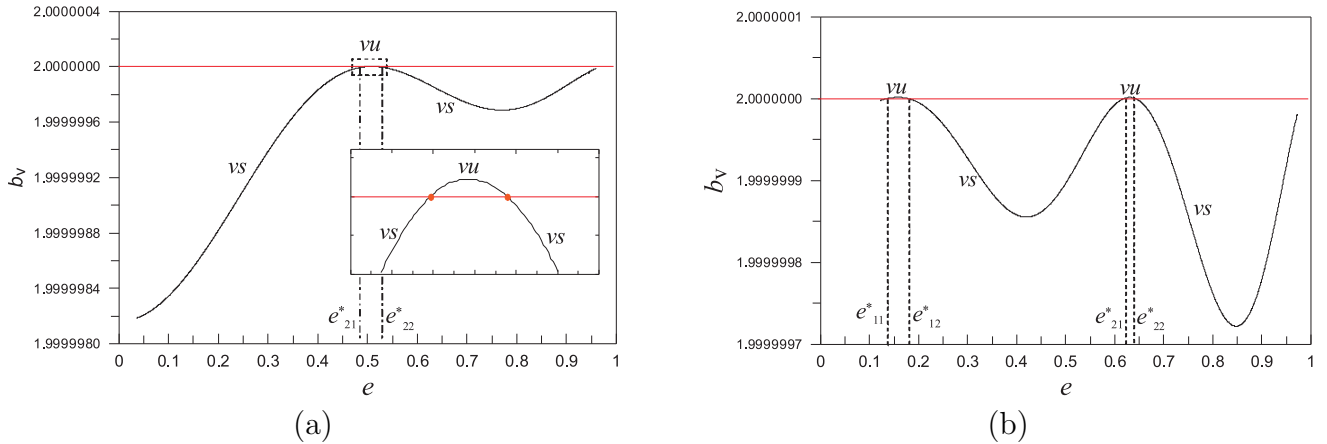 2.0000004
2.0000000
1.9999996
1.9999992
1.9999988
1.9999984
1.9999980
b_v
vu
vs
vs
vu
vs
vs
e*_21
e*_22
0 0.1 0.2 0.3 0.4 0.5 0.6 0.7 0.8 0.9 1
e
(a)
2.0000001
2.0000000
1.9999999
1.9999998
1.9999997
b_v
vu
vu
vs
vs
e*_11
e*_12
e*_21
e*_22
0 0.1 0.2 0.3 0.4 0.5 0.6 0.7 0.8 0.9 1
e
(b)